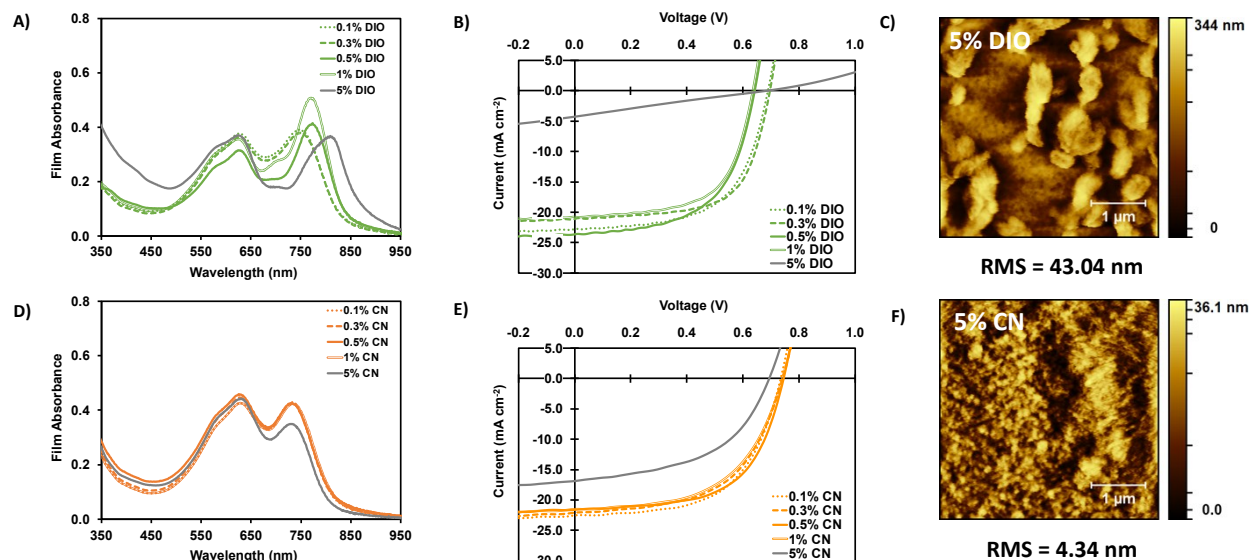 A)
0.8
0.6
0.4
0.2
0.0
Film Absorbance
350 450 550 650 750 850 950
Wavelength (nm)
0.1% DIO
0.3% DIO
0.5% DIO
1% DIO
5% DIO
B)
Voltage (V)
-0.2 0.0 0.2 0.4 0.6 0.8 1.0
5.0
0.0
-5.0
-10.0
-15.0
-20.0
-25.0
-30.0
Current (mA cm⁻²)
0.1% DIO
0.3% DIO
0.5% DIO
1% DIO
5% DIO
C)
5% DIO
1 µm
344 nm
0
RMS = 43.04 nm
D)
0.8
0.6
0.4
0.2
0.0
Film Absorbance
350 450 550 650 750 850 950
Wavelength (nm)
0.1% CN
0.3% CN
0.5% CN
1% CN
5% CN
E)
Voltage (V)
-0.2 0.0 0.2 0.4 0.6 0.8 1.0
5.0
0.0
-5.0
-10.0
-15.0
-20.0
-25.0
-30.0
Current (mA cm⁻²)
0.1% CN
0.3% CN
0.5% CN
1% CN
5% CN
F)
5% CN
1 µm
36.1 nm
0.0
RMS = 4.34 nm